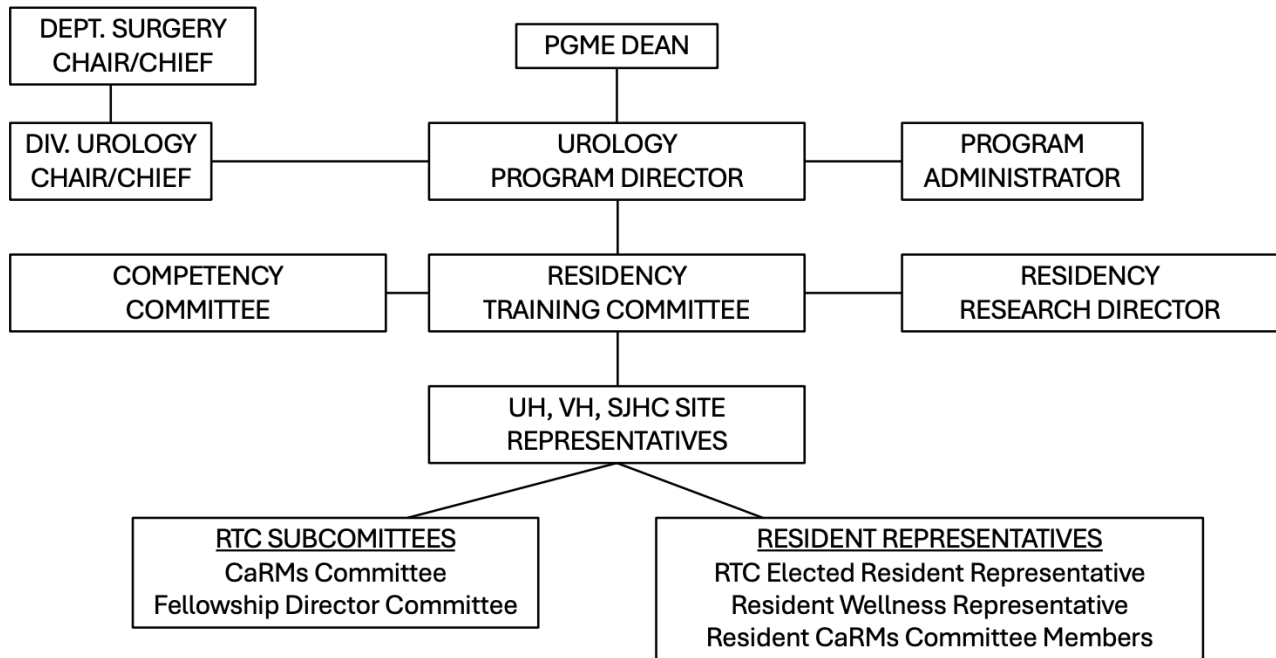 DEPT. SURGERY
CHAIR/CHIEF
PGME DEAN
DIV. UROLOGY
CHAIR/CHIEF
UROLOGY
PROGRAM DIRECTOR
PROGRAM
ADMINISTRATOR
COMPETENCY
COMMITTEE
RESIDENCY
TRAINING COMMITTEE
RESIDENCY
RESEARCH DIRECTOR
UH, VH, SJHC SITE
REPRESENTATIVES
RTC SUBCOMITTEES
CaRMs Committee
Fellowship Director Committee
RESIDENT REPRESENTATIVES
RTC Elected Resident Representative
Resident Wellness Representative
Resident CaRMs Committee Members